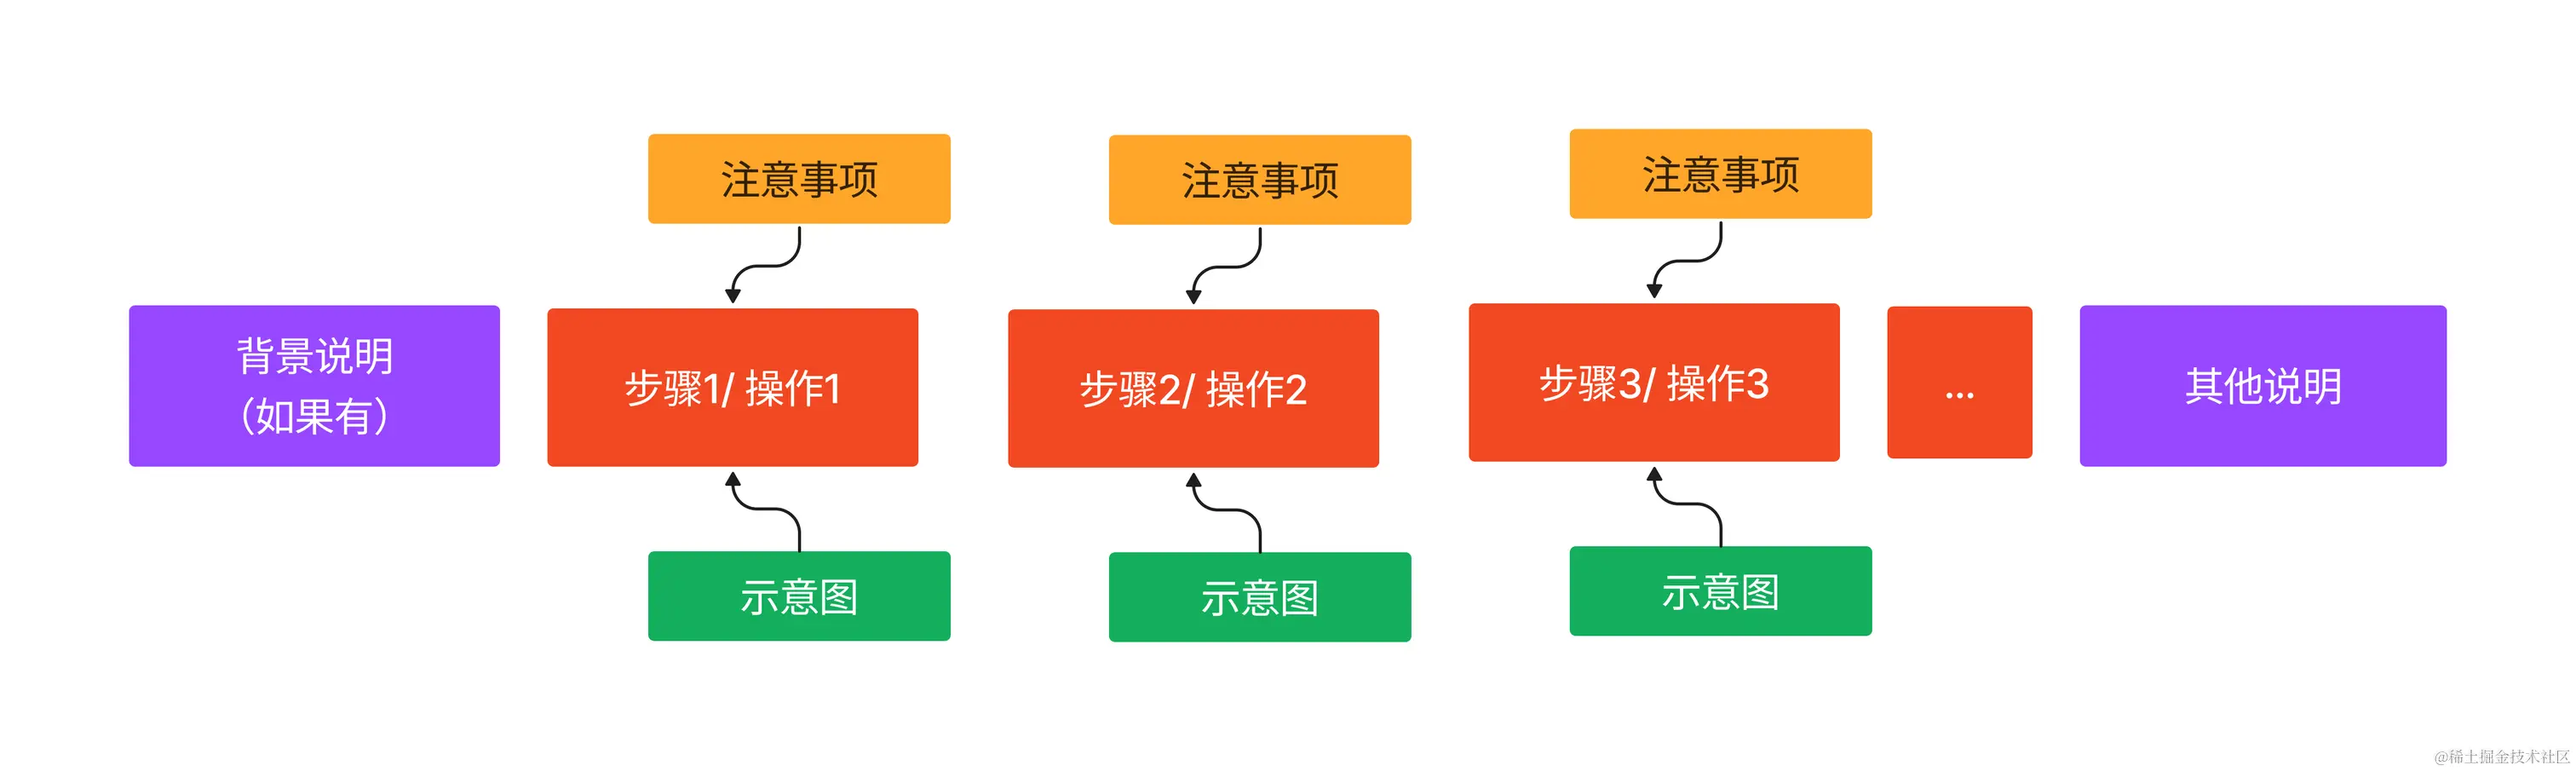 注意事项
注意事项
注意事项
背景说明
（如果有）
步骤1/ 操作1
步骤2/ 操作2
步骤3/ 操作3
...
其他说明
示意图
示意图
示意图
@稀土掘金技术社区